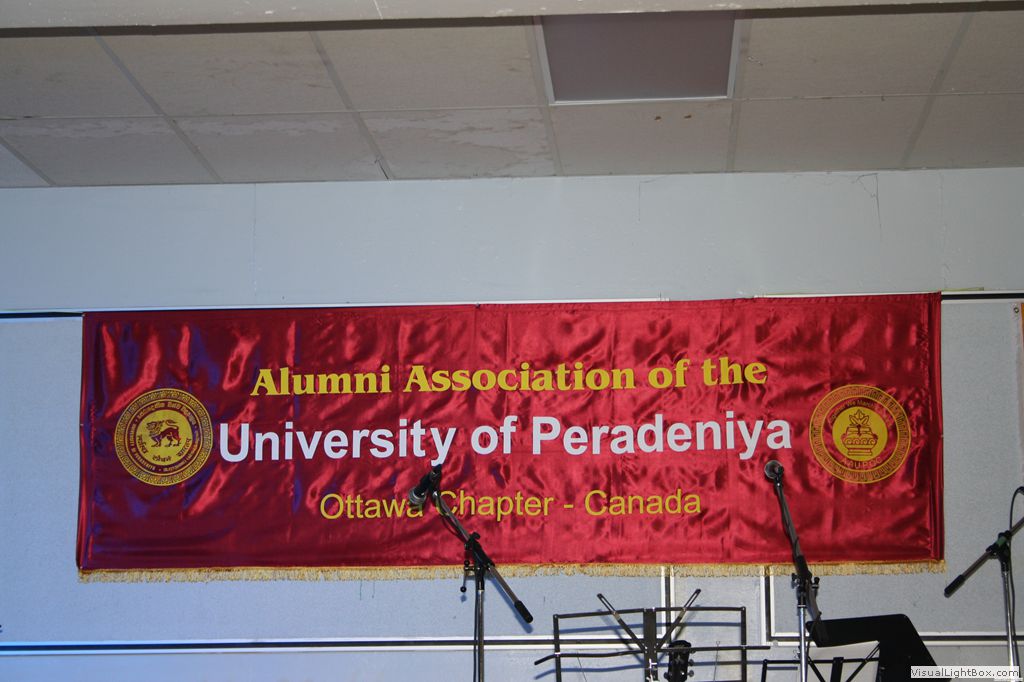 Alumni Association of the
University of Peradeniya
Ottawa Chapter - Canada
VisualLightBox.com